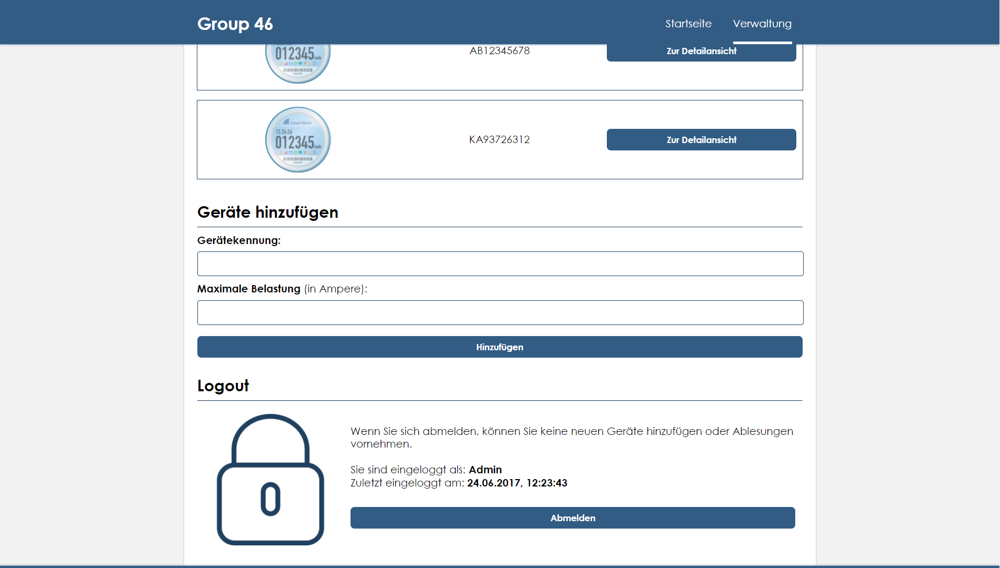 Group 46
Startseite
Verwaltung
012345kwh
AB12345678
Zur Detailansicht
Smart Meter
12:34:56
012345kwh
KA93726312
Zur Detailansicht
Geräte hinzufügen
Gerätekennung:
Maximale Belastung (in Ampere):
Hinzufügen
Logout
Wenn Sie sich abmelden, können Sie keine neuen Geräte hinzufügen oder Ablesungen
vornehmen.
Sie sind eingeloggt als: Admin
Zuletzt eingeloggt am: 24.06.2017, 12:23:43
Abmelden